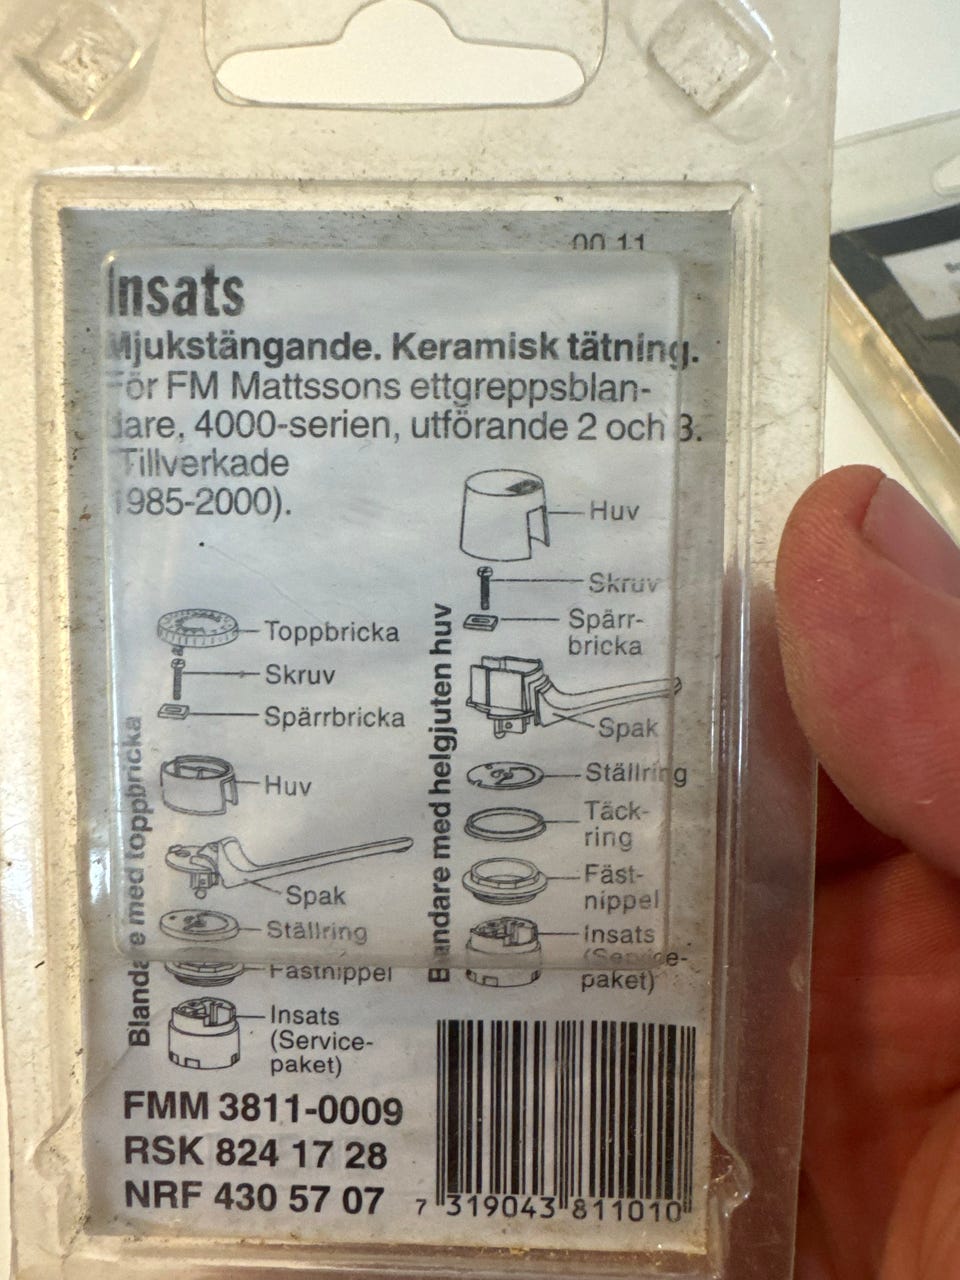 00 11
Insats
Mjukstängande. Keramisk tätning.
För FM Mattssons ettgreppsblan-
dare, 4000-serien, utförande 2 och 3.
(Tillverkade
1985-2000).
Blandare med toppbricka
Toppbricka
Skruv
Spärrbricka
Huv
Spak
Ställring
Fästnippel
Insats
(Service-
paket)
Blandare med helgjuten huv
Huv
Skruv
Spärr-
bricka
Spak
Ställring
Täck-
ring
Fäst-
nippel
Insats
(Service-
paket)
FMM 3811-0009
RSK 824 17 28
NRF 430 57 07
7 319043 811010